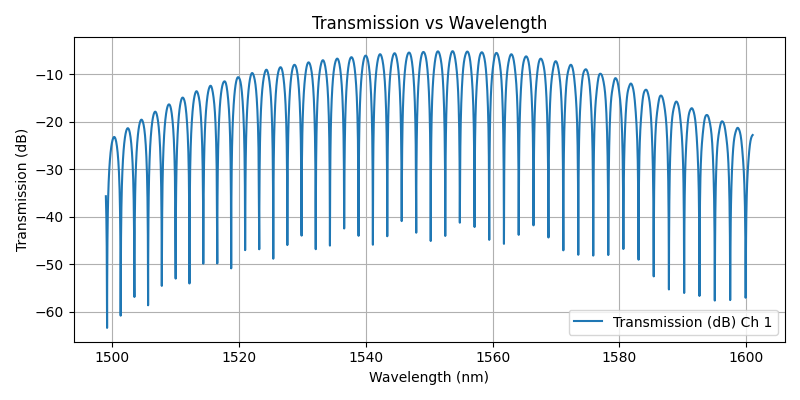 Transmission vs Wavelength
Transmission (dB)
−10
−20
−30
−40
−50
−60
Transmission (dB) Ch 1
1500 1520 1540 1560 1580 1600
Wavelength (nm)